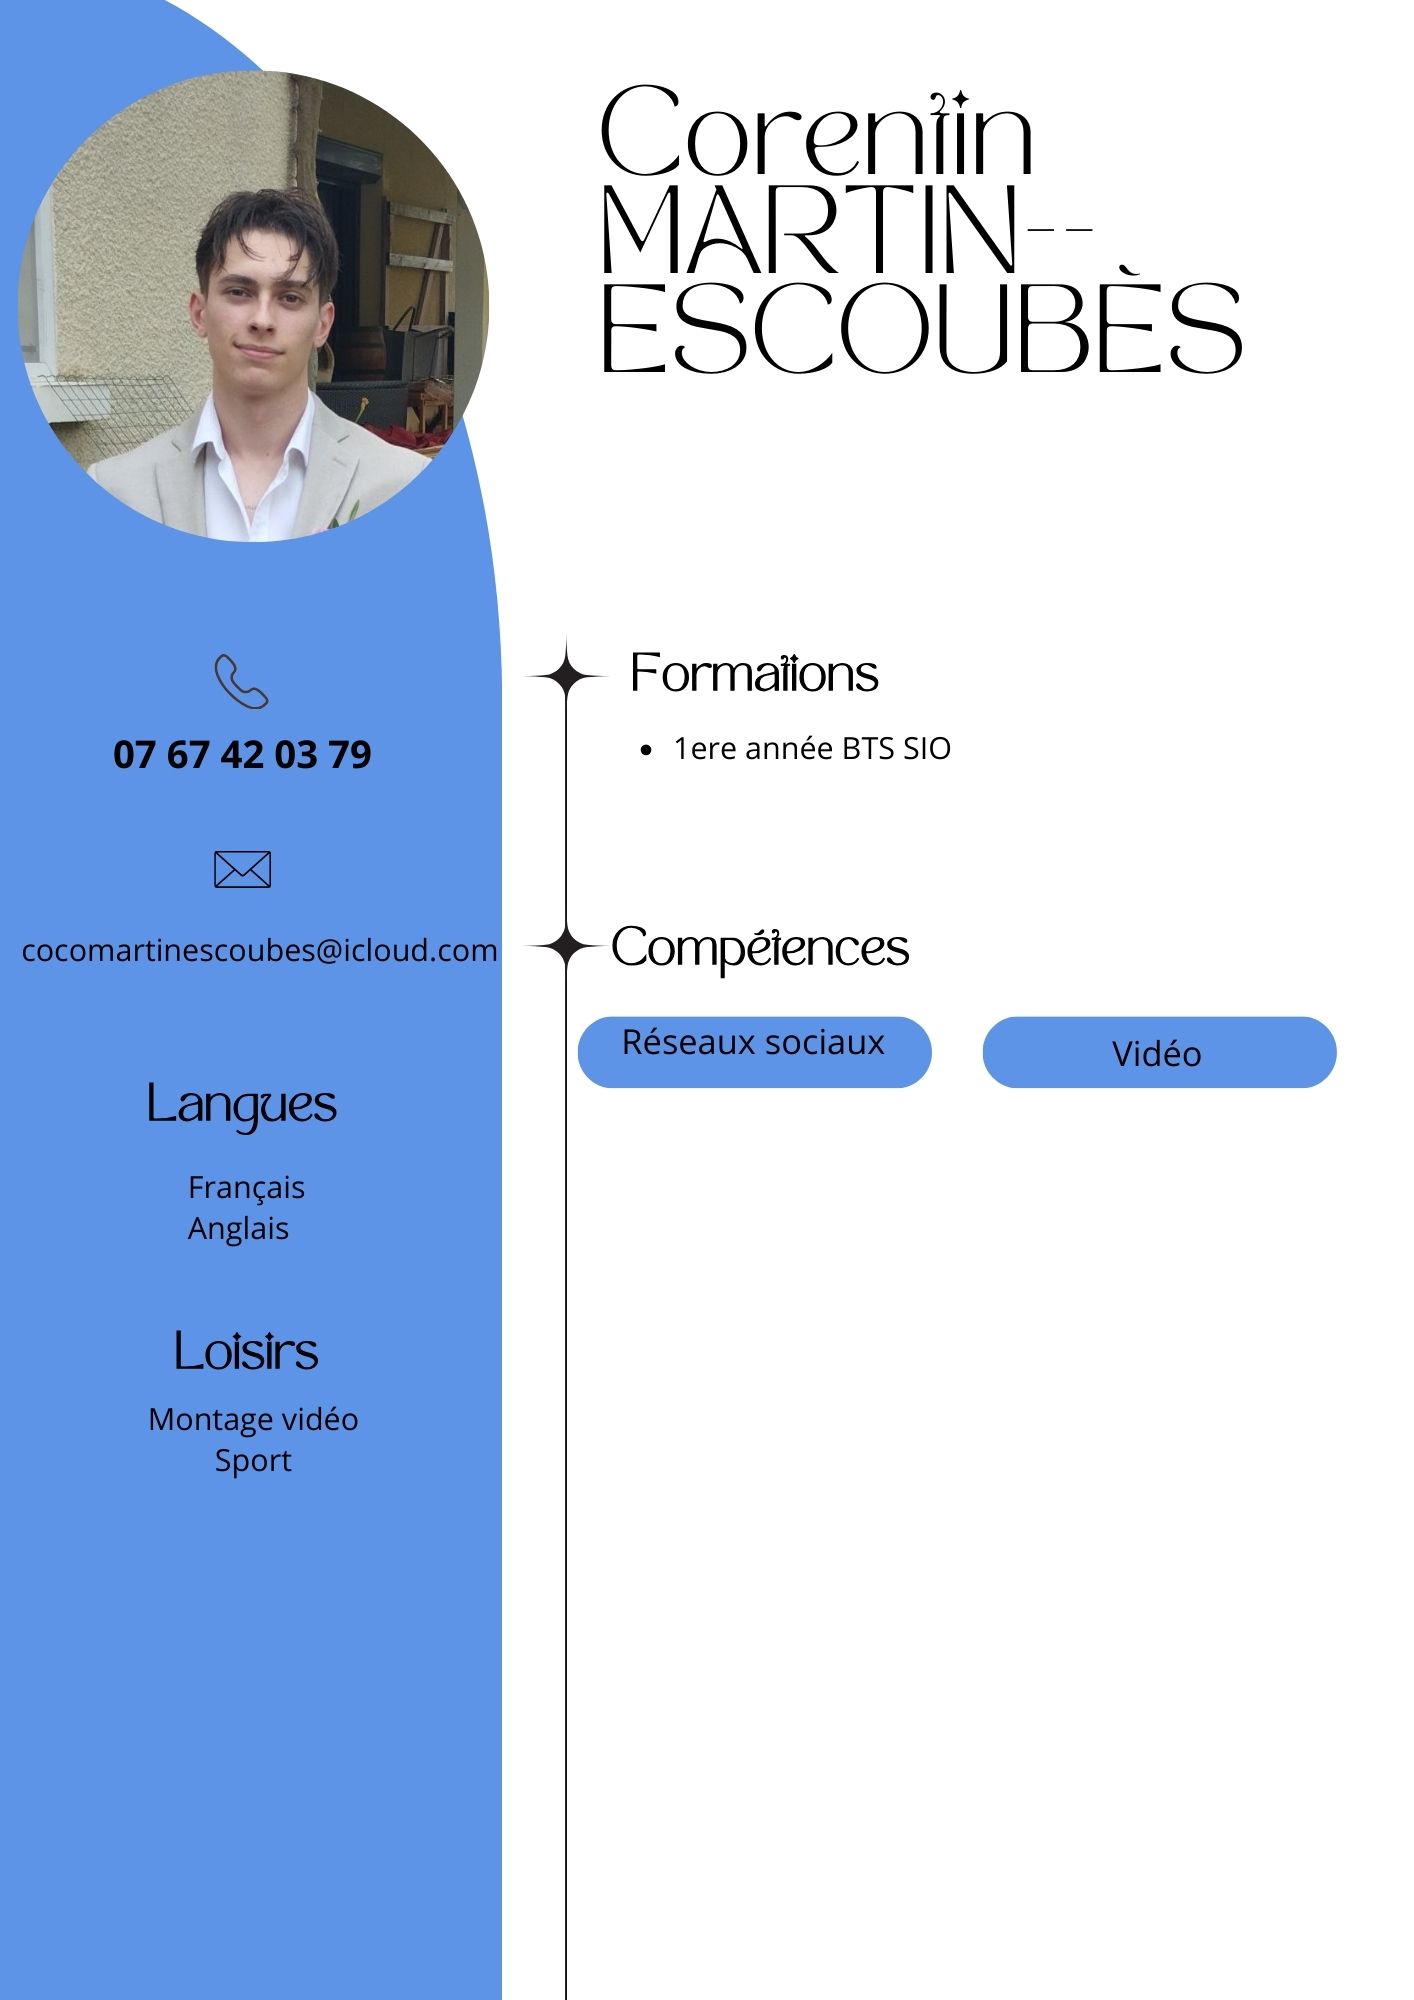 Corentin
MARTIN--
ESCOUBÈS
07 67 42 03 79
cocomartinescoubes@icloud.com
Langues
Français
Anglais
Loisirs
Montage vidéo
Sport
Formations
• 1ere année BTS SIO
Compétences
Réseaux sociaux
Vidéo